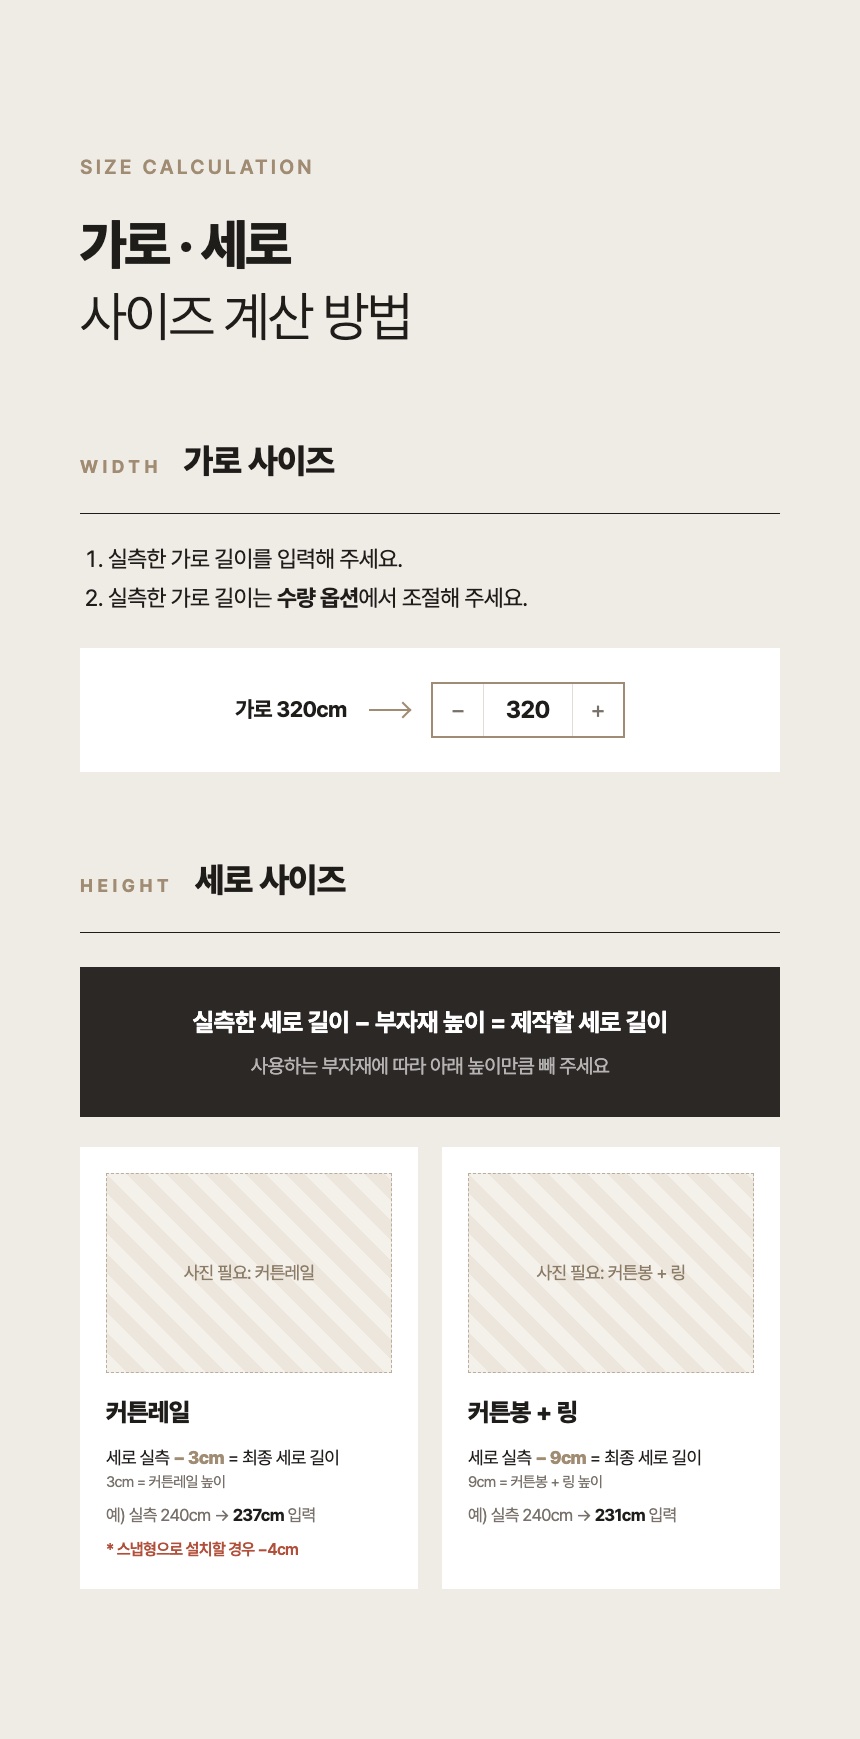 SIZE CALCULATION
가로 · 세로
사이즈 계산 방법
WIDTH 가로 사이즈
1. 실측한 가로 길이를 입력해 주세요.
2. 실측한 가로 길이는 수량 옵션에서 조절해 주세요.
가로 320cm → − 320 +
HEIGHT 세로 사이즈
실측한 세로 길이 − 부자재 높이 = 제작할 세로 길이
사용하는 부자재에 따라 아래 높이만큼 빼 주세요
사진 필요: 커튼레일
커튼레일
세로 실측 − 3cm = 최종 세로 길이
3cm = 커튼레일 높이
예) 실측 240cm → 237cm 입력
* 스냅형으로 설치할 경우 −4cm
사진 필요: 커튼봉 + 링
커튼봉 + 링
세로 실측 − 9cm = 최종 세로 길이
9cm = 커튼봉 + 링 높이
예) 실측 240cm → 231cm 입력